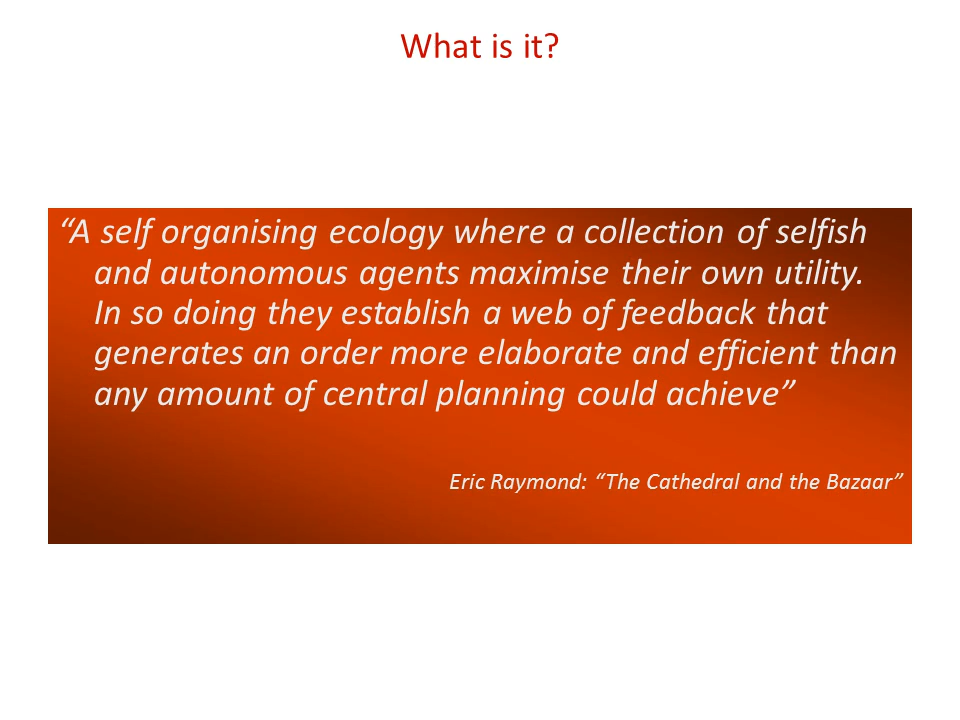 What is it?
“A self organising ecology where a collection of selfish
and autonomous agents maximise their own utility.
In so doing they establish a web of feedback that
generates an order more elaborate and efficient than
any amount of central planning could achieve”
Eric Raymond: “The Cathedral and the Bazaar”